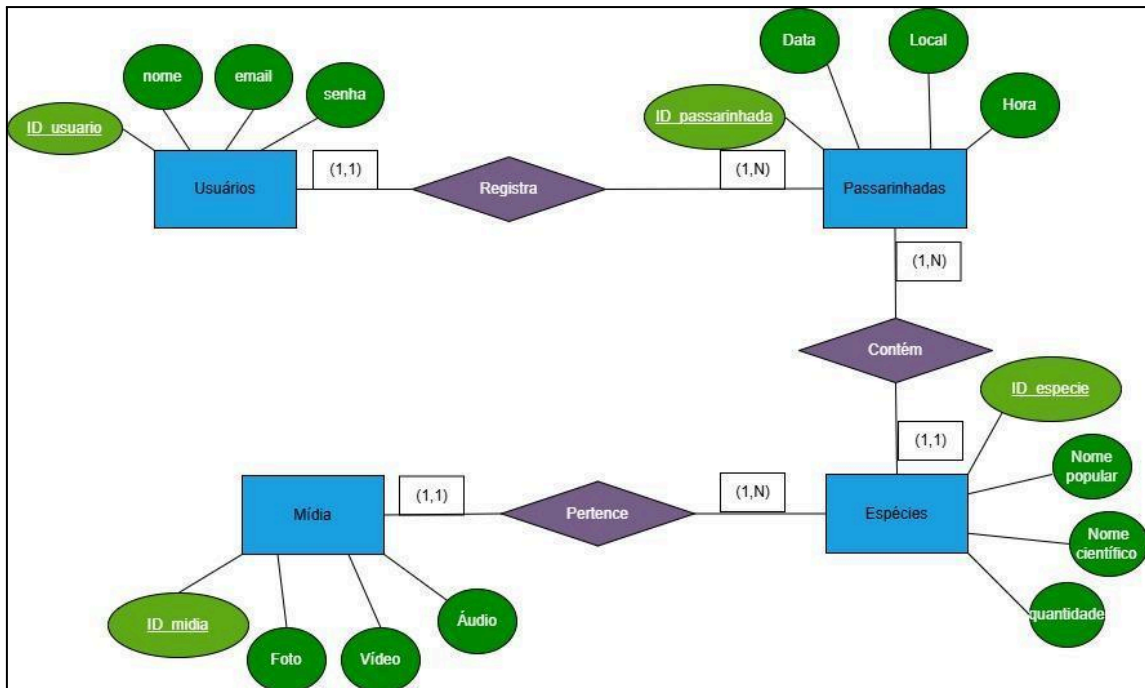 Data
Local
nome
email
senha
Hora
ID_usuario
ID_passarinhada
(1,1)
(1,N)
Usuários
Registra
Passarinhadas
(1,N)
Contém
ID_especie
(1,1)
Nome
popular
(1,1)
(1,N)
Mídia
Pertence
Espécies
Nome
científico
quantidade
ID_midia
Áudio
Foto
Vídeo